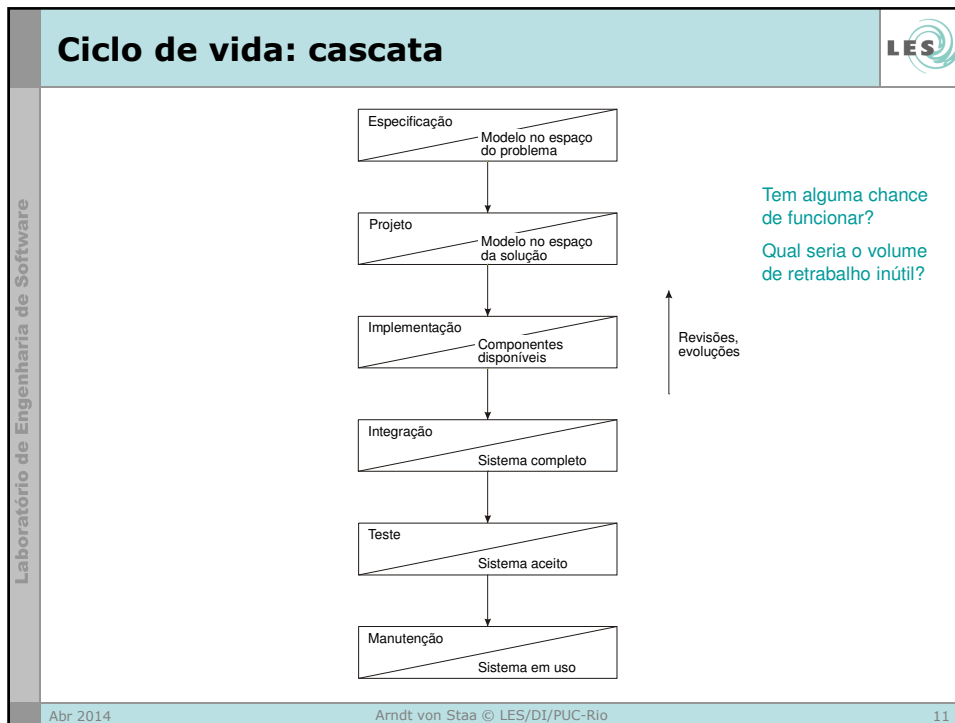 Ciclo de vida: cascata
LES
Laboratório de Engenharia de Software
Especificação
Modelo no espaço
do problema
Projeto
Modelo no espaço
da solução
Implementação
Componentes
disponíveis
Integração
Sistema completo
Teste
Sistema aceito
Manutenção
Sistema em uso
Revisões,
evoluções
Tem alguma chance
de funcionar?
Qual seria o volume
de retrabalho inútil?
Abr 2014
Arndt von Staa © LES/DI/PUC-Rio
11